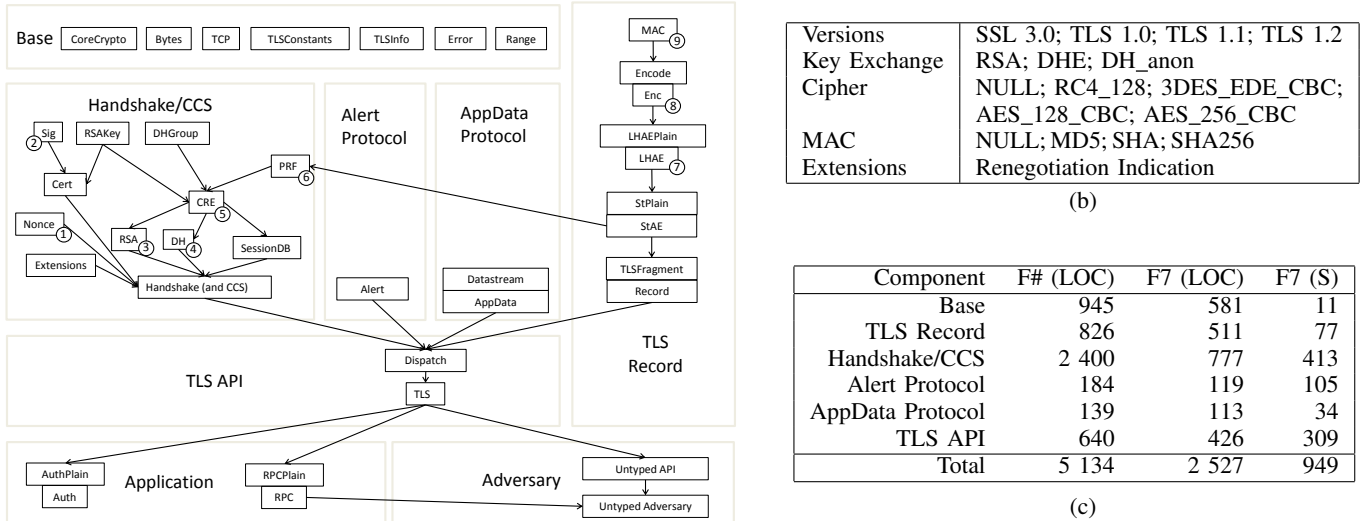 Base
CoreCrypto
Bytes
TCP
TLSConstants
TLSInfo
Error
Range
Handshake/CCS
Sig
2
RSAKey
DHGroup
Cert
PRF
6
CRE
5
Nonce
1
RSA
3
DH
4
SessionDB
Extensions
Handshake (and CCS)
Alert
Protocol
Alert
AppData
Protocol
Datastream
AppData
MAC
9
Encode
Enc
8
LHAEPlain
LHAE
7
StPlain
StAE
TLSFragment
Record
TLS
Record
TLS API
Dispatch
TLS
Application
AuthPlain
Auth
RPCPlain
RPC
Adversary
Untyped API
Untyped Adversary
Versions SSL 3.0; TLS 1.0; TLS 1.1; TLS 1.2
Key Exchange RSA; DHE; DH_anon
Cipher NULL; RC4_128; 3DES_EDE_CBC;
AES_128_CBC; AES_256_CBC
MAC NULL; MD5; SHA; SHA256
Extensions Renegotiation Indication
(b)
Component F# (LOC) F7 (LOC) F7 (S)
Base 945 581 11
TLS Record 826 511 77
Handshake/CCS 2 400 777 413
Alert Protocol 184 119 105
AppData Protocol 139 113 34
TLS API 640 426 309
Total 5 134 2 527 949
(c)